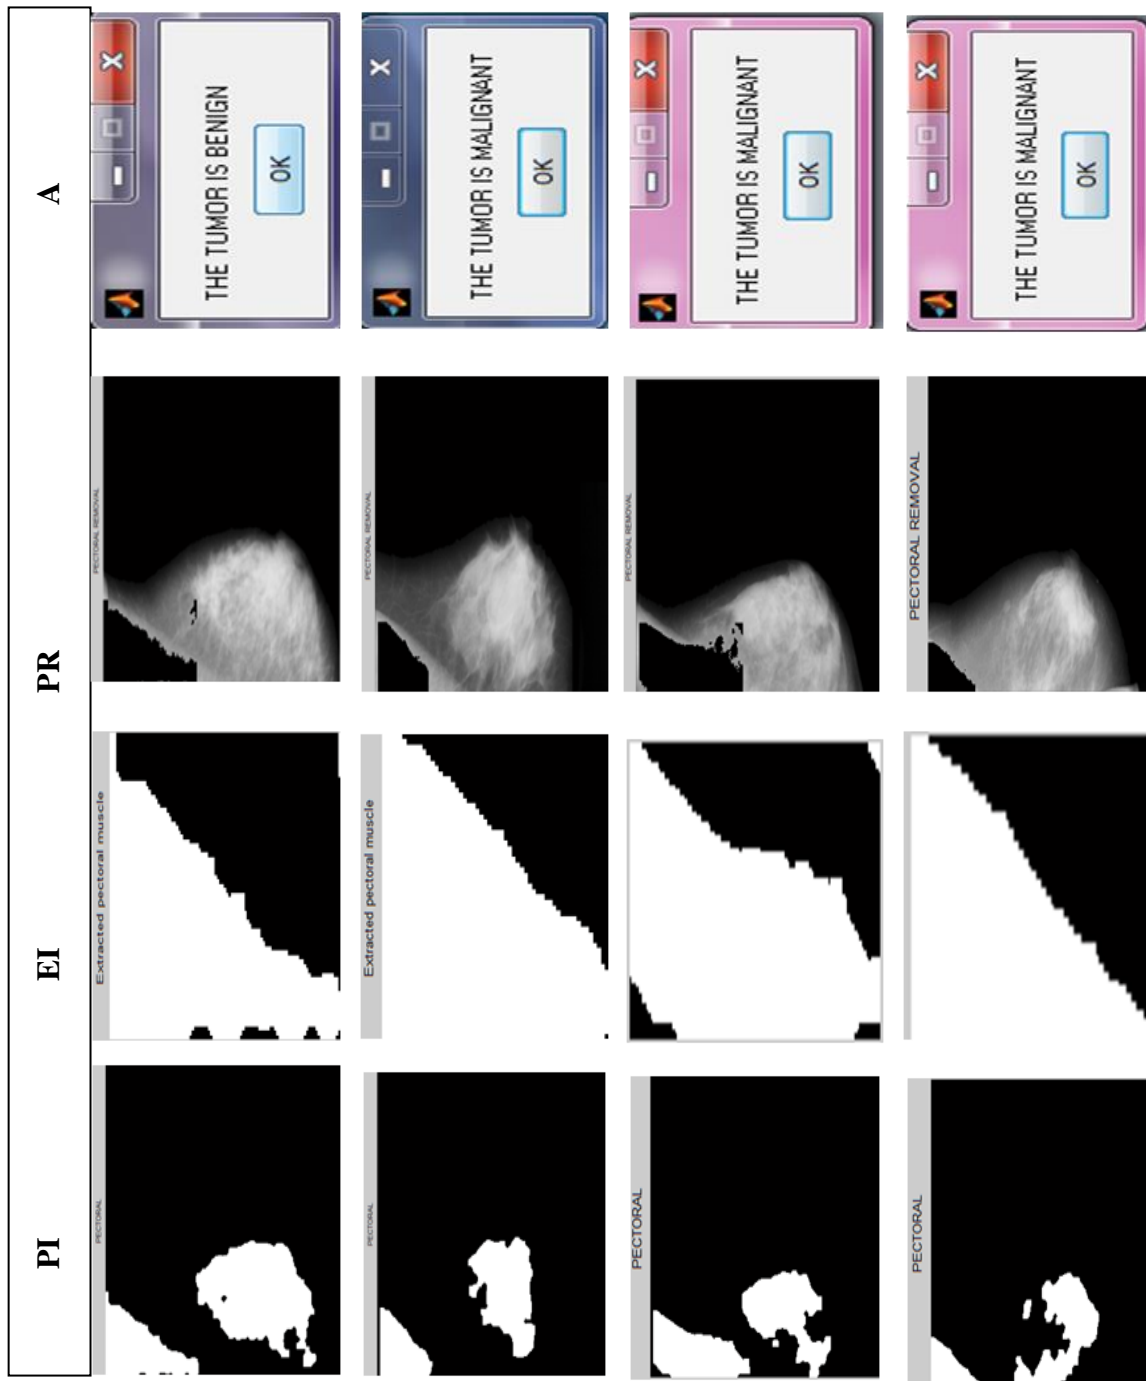 PI EI PR A
PECTORAL
Extracted pectoral muscle
PECTORAL REMOVAL
THE TUMOR IS BENIGN
OK
PECTORAL
Extracted pectoral muscle
PECTORAL REMOVAL
THE TUMOR IS MALIGNANT
OK
PECTORAL
PECTORAL REMOVAL
THE TUMOR IS MALIGNANT
OK
PECTORAL
PECTORAL REMOVAL
THE TUMOR IS MALIGNANT
OK